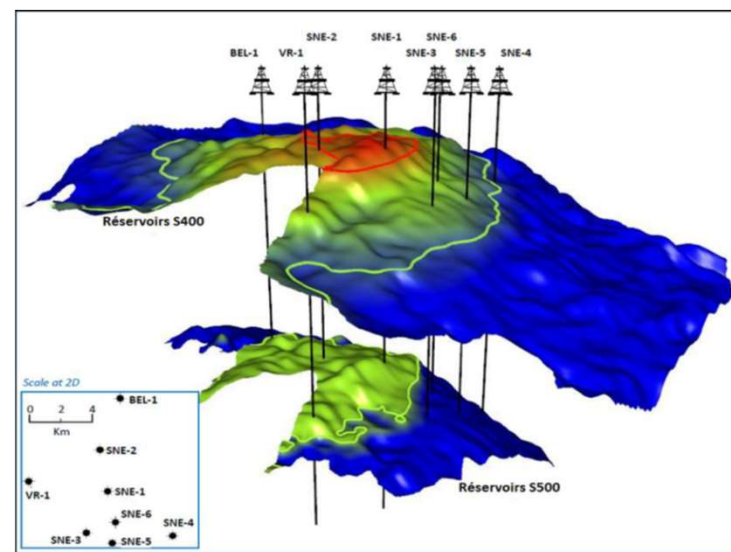 SNE-2
SNE-1
SNE-6
BEL-1
VR-1
SNE-3
SNE-5
SNE-4
Réservoirs S400
Réservoirs S500
Scale at 2D
0 2 4
Km
BEL-1
SNE-2
VR-1
SNE-1
SNE-6
SNE-4
SNE-3
SNE-5